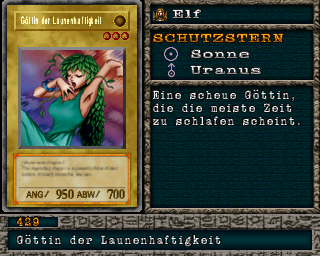 Göttin der Launenhaftigkeit
ANG/ 950 ABW/ 700
Elf
SCHUTZSTERN
Sonne
Uranus
Eine scheue Göttin,
die die meiste Zeit
zu schlafen scheint.
429
Göttin der Launenhaftigkeit